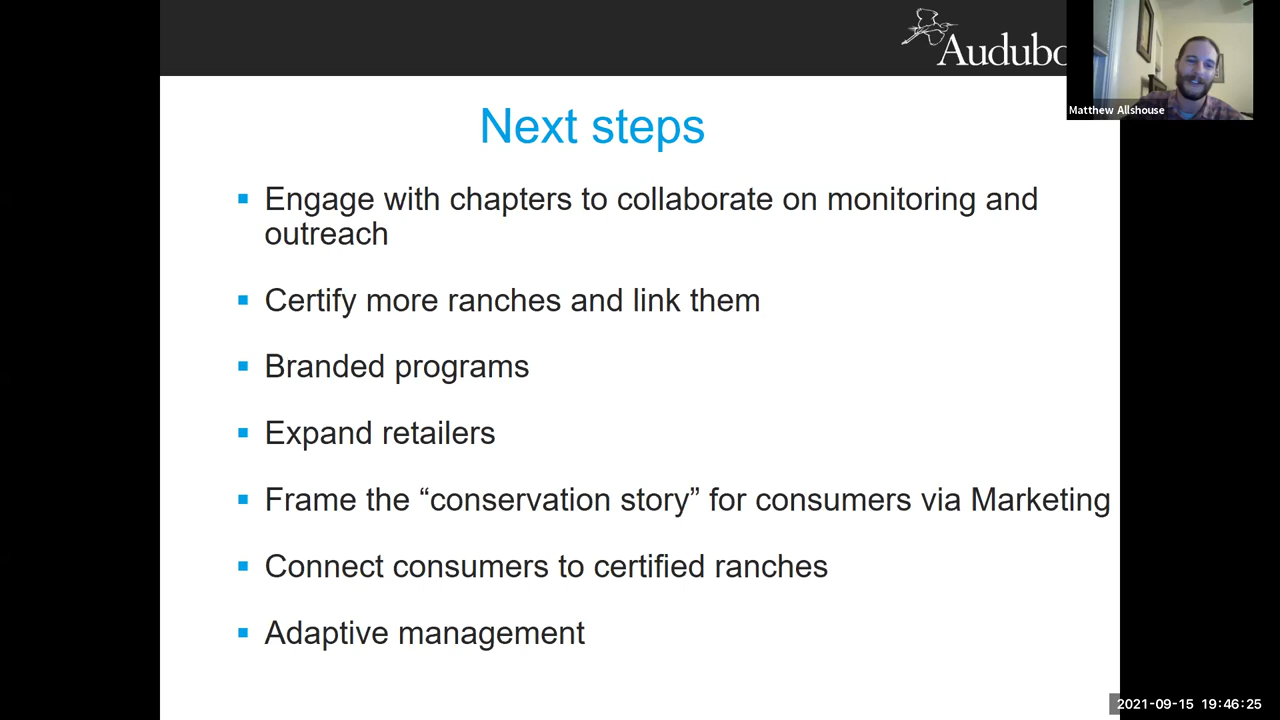 Audubo
Matthew Allshouse
Next steps
Engage with chapters to collaborate on monitoring and
outreach
Certify more ranches and link them
Branded programs
Expand retailers
Frame the “conservation story” for consumers via Marketing
Connect consumers to certified ranches
Adaptive management
2021-09-15 19:46:25